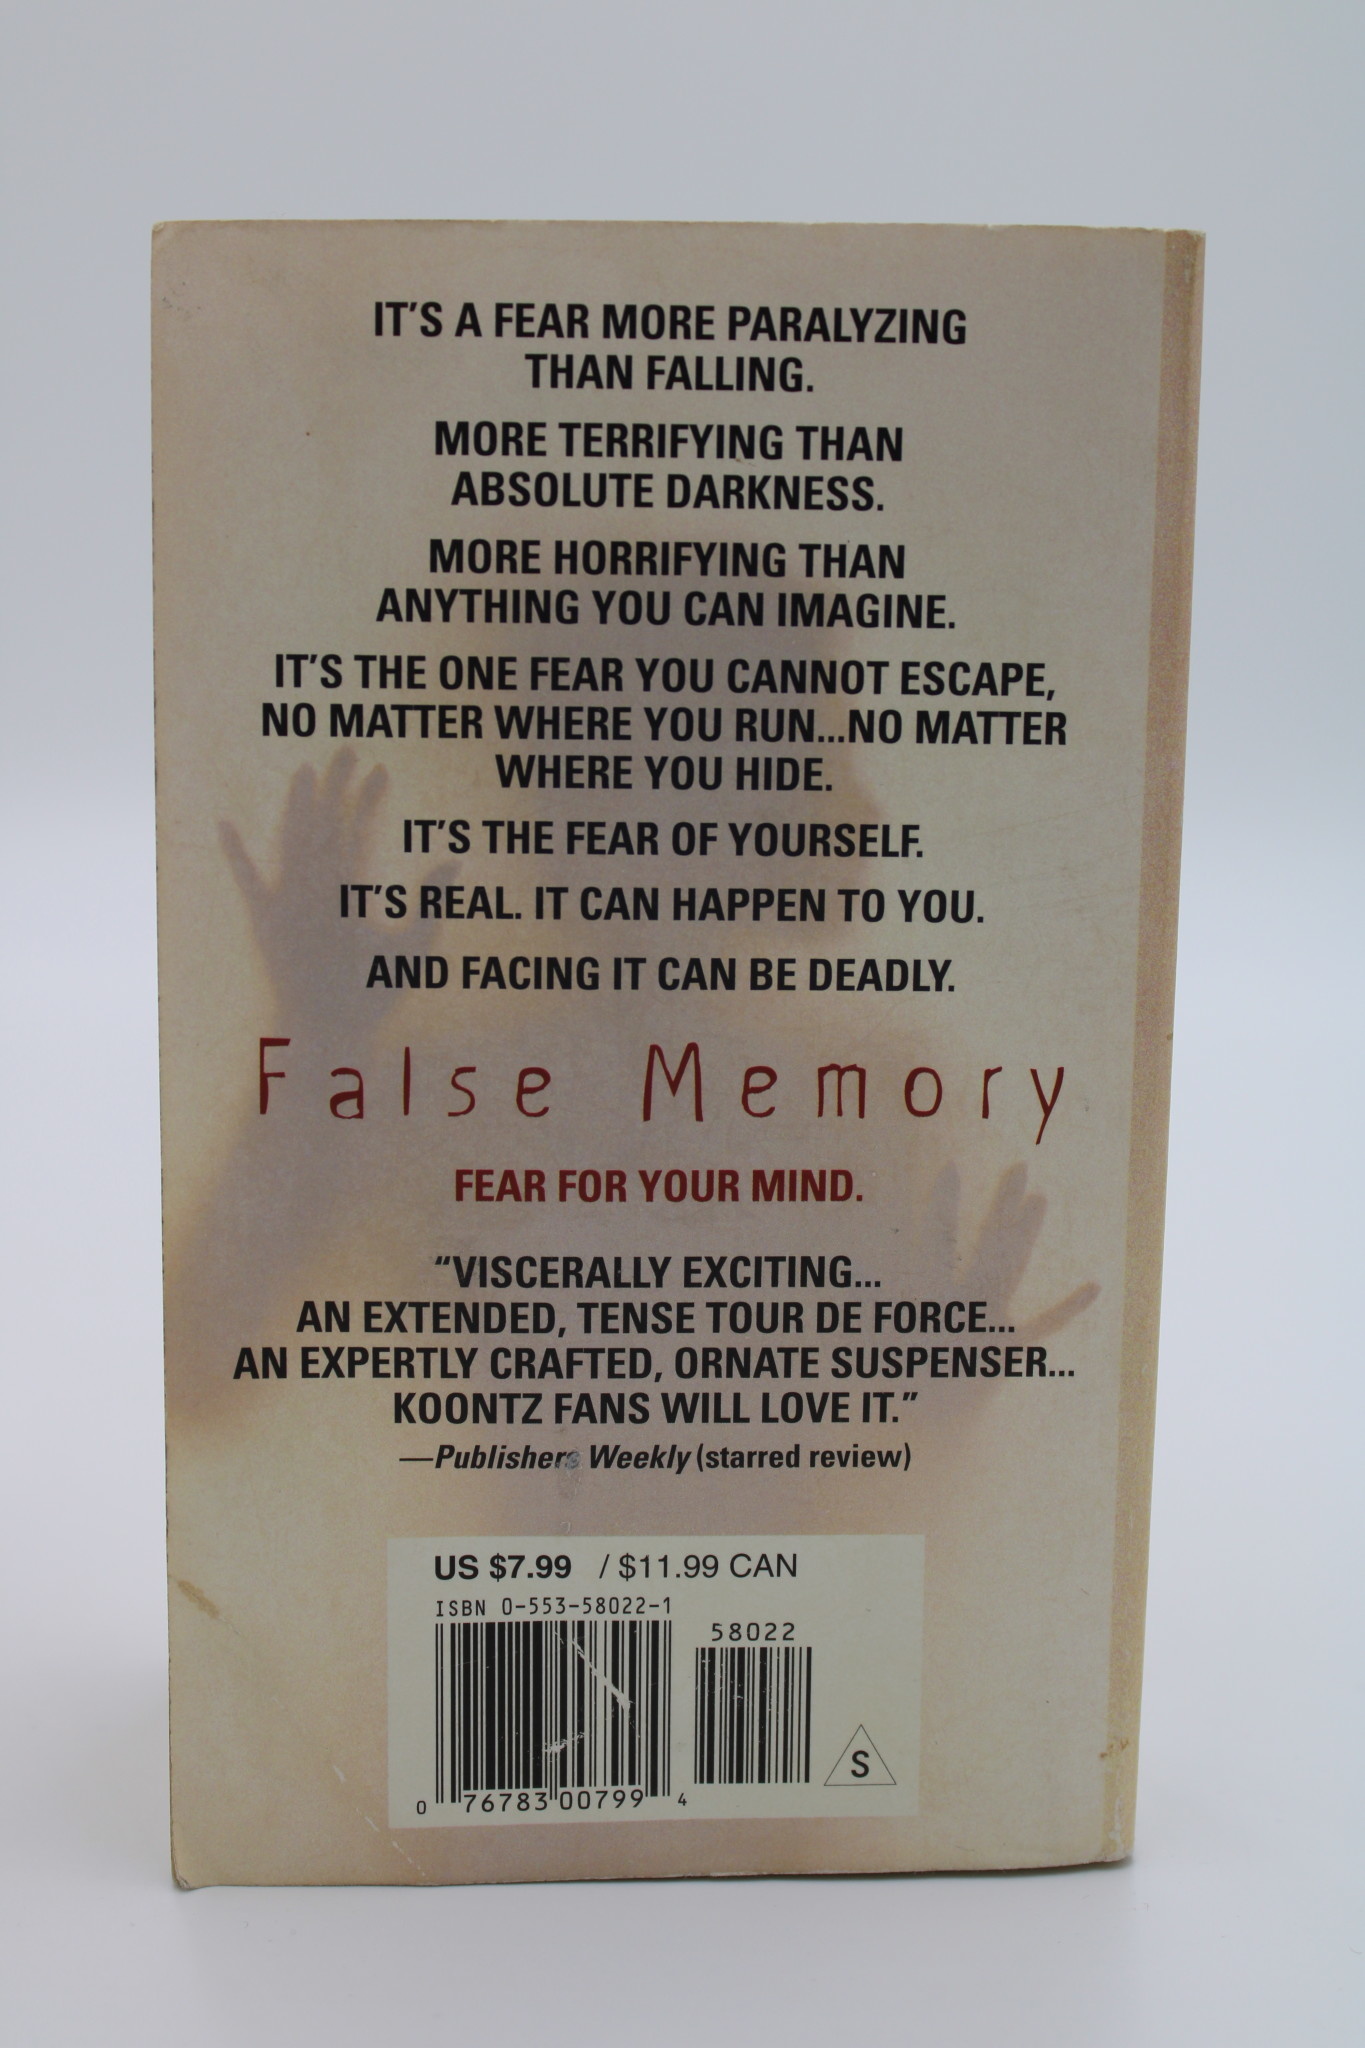 IT'S A FEAR MORE PARALYZING
THAN FALLING.
MORE TERRIFYING THAN
ABSOLUTE DARKNESS.
MORE HORRIFYING THAN
ANYTHING YOU CAN IMAGINE.
IT'S THE ONE FEAR YOU CANNOT ESCAPE,
NO MATTER WHERE YOU RUN...NO MATTER
WHERE YOU HIDE.
IT'S THE FEAR OF YOURSELF.
IT'S REAL. IT CAN HAPPEN TO YOU.
AND FACING IT CAN BE DEADLY.
False Memory
FEAR FOR YOUR MIND.
“VISCERALLY EXCITING...
AN EXTENDED, TENSE TOUR DE FORCE...
AN EXPERTLY CRAFTED, ORNATE SUSPENSER...
KOONTZ FANS WILL LOVE IT.”
—Publishers Weekly (starred review)
US $7.99 / $11.99 CAN
ISBN 0-553-58022-1
58022
S
0 76783 00799 4